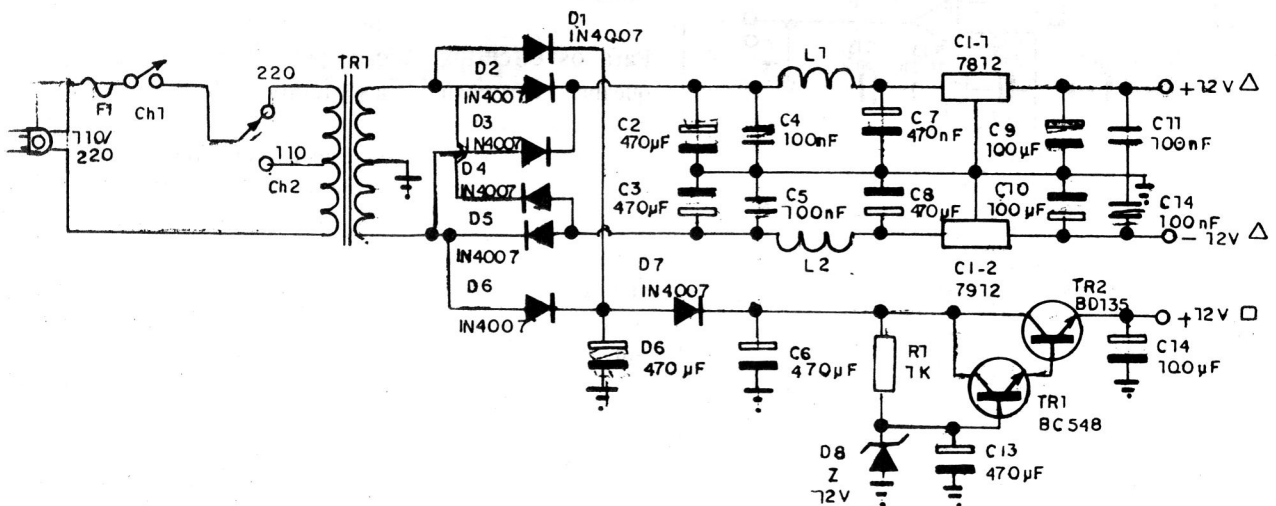 D1
1N4007
TR1
220
F1
Ch1
110/
220
110
Ch2
D2
1N4007
D3
1N4007
D4
1N4007
D5
1N4007
D6
1N4007
L1
C1-1
7812
+12V △
C2
470µF
C4
100nF
C7
470nF
C9
100µF
C11
100nF
C3
470µF
C5
100nF
C8
470µF
C10
100µF
C14
100nF
-12V △
L2
C1-2
7912
D7
1N4007
TR2
BD135
+12V □
D6
470µF
C6
470µF
R1
1K
C14
100µF
TR1
BC548
D8
Z
12V
C13
470µF